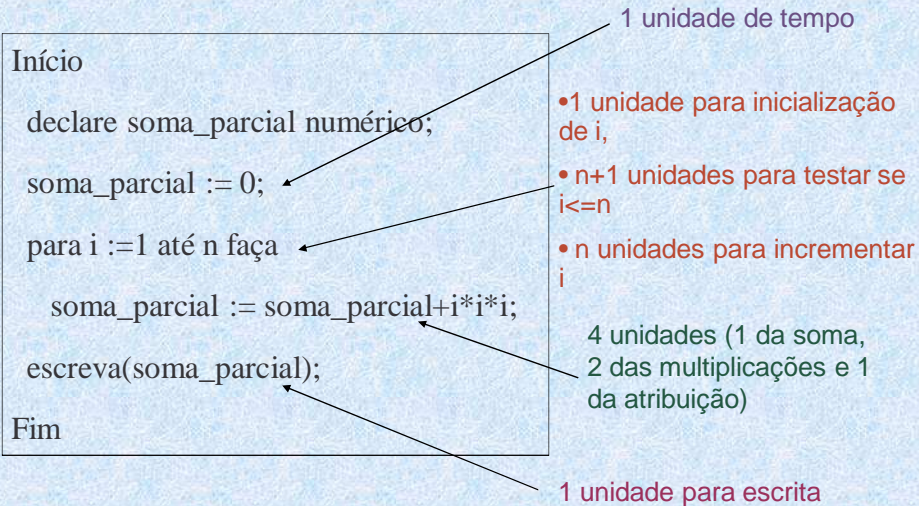 1 unidade de tempo
Início
declare soma_parcial numérico;
soma_parcial := 0;
para i :=1 até n faça
soma_parcial := soma_parcial+i*i*i;
escreva(soma_parcial);
Fim
•1 unidade para inicialização
de i,
• n+1 unidades para testar se
i<=n
• n unidades para incrementar
i
4 unidades (1 da soma,
2 das multiplicações e 1
da atribuição)
1 unidade para escrita